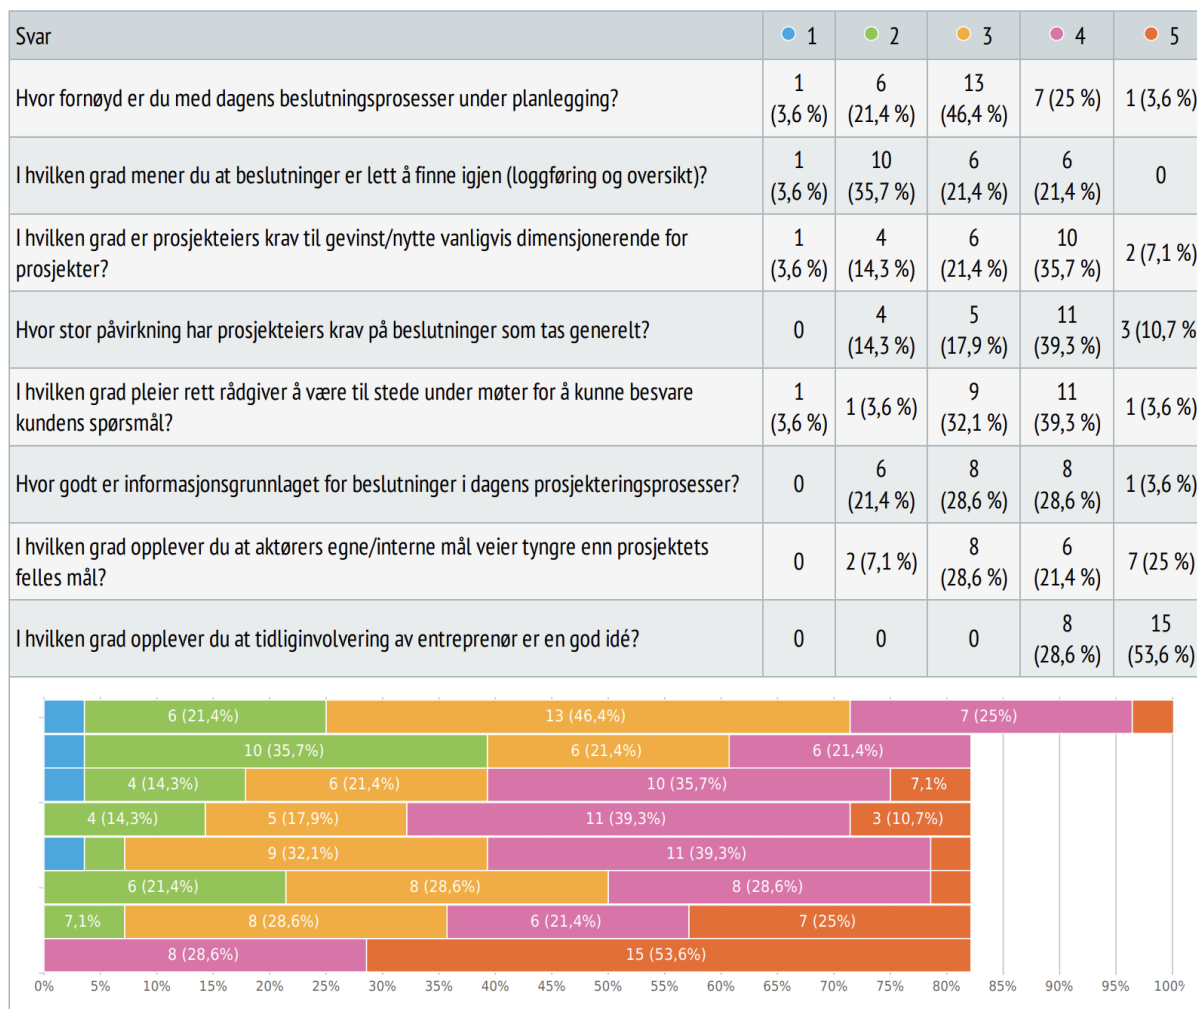 Svar 1 2 3 4 5
Hvor fornøyd er du med dagens beslutningsprosesser under planlegging? 1 (3,6 %) 6 (21,4 %) 13 (46,4 %) 7 (25 %) 1 (3,6 %)
I hvilken grad mener du at beslutninger er lett å finne igjen (loggføring og oversikt)? 1 (3,6 %) 10 (35,7 %) 6 (21,4 %) 6 (21,4 %) 0
I hvilken grad er prosjekteiers krav til gevinst/nytte vanligvis dimensjonerende for
prosjekter? 1 (3,6 %) 4 (14,3 %) 6 (21,4 %) 10 (35,7 %) 2 (7,1 %)
Hvor stor påvirkning har prosjekteiers krav på beslutninger som tas generelt? 0 4 (14,3 %) 5 (17,9 %) 11 (39,3 %) 3 (10,7 %
I hvilken grad pleier rett rådgiver å være til stede under møter for å kunne besvare
kundens spørsmål? 1 (3,6 %) 1 (3,6 %) 9 (32,1 %) 11 (39,3 %) 1 (3,6 %)
Hvor godt er informasjonsgrunnlaget for beslutninger i dagens prosjekteringsprosesser? 0 6 (21,4 %) 8 (28,6 %) 8 (28,6 %) 1 (3,6 %)
I hvilken grad opplever du at aktørers egne/interne mål veier tyngre enn prosjektets
felles mål? 0 2 (7,1 %) 8 (28,6 %) 6 (21,4 %) 7 (25 %)
I hvilken grad opplever du at tidliginvolvering av entreprenør er en god idé? 0 0 0 8 (28,6 %) 15 (53,6 %)
6 (21,4%) 13 (46,4%) 7 (25%)
10 (35,7%) 6 (21,4%) 6 (21,4%)
4 (14,3%) 6 (21,4%) 10 (35,7%) 7,1%
4 (14,3%) 5 (17,9%) 11 (39,3%) 3 (10,7%)
9 (32,1%) 11 (39,3%)
6 (21,4%) 8 (28,6%) 8 (28,6%)
7,1% 8 (28,6%) 6 (21,4%) 7 (25%)
8 (28,6%) 15 (53,6%)
0% 5% 10% 15% 20% 25% 30% 35% 40% 45% 50% 55% 60% 65% 70% 75% 80% 85% 90% 95% 100%